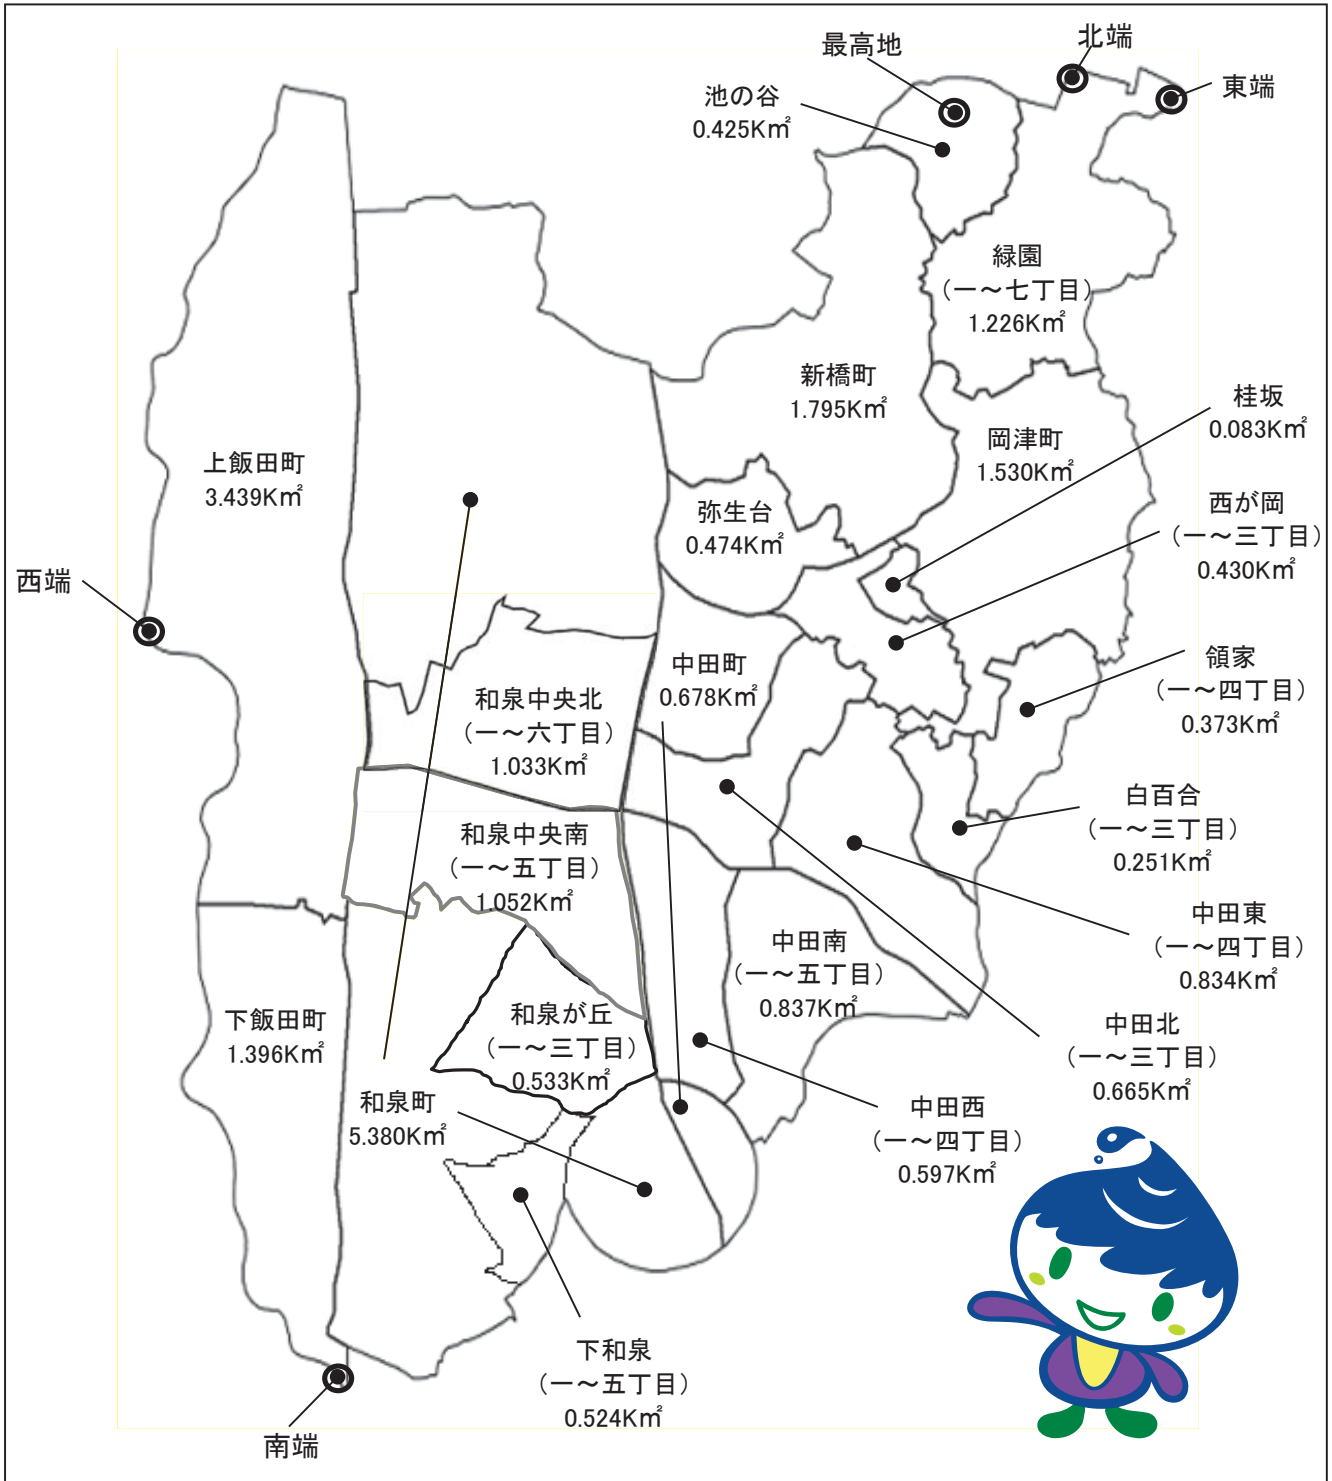 最高地
北端
池の谷
0.425K㎡
東端
緑園
（一～七丁目）
1.226K㎡
新橋町
1.795K㎡
桂坂
0.083K㎡
岡津町
1.530K㎡
上飯田町
3.439K㎡
弥生台
0.474K㎡
西が岡
（一～三丁目）
0.430K㎡
西端
中田町
0.678K㎡
領家
（一～四丁目）
0.373K㎡
和泉中央北
（一～六丁目）
1.033K㎡
白百合
（一～三丁目）
0.251K㎡
和泉中央南
（一～五丁目）
1.052K㎡
中田東
（一～四丁目）
0.834K㎡
中田南
（一～五丁目）
0.837K㎡
下飯田町
1.396K㎡
和泉が丘
（一～三丁目）
0.533K㎡
中田北
（一～三丁目）
0.665K㎡
和泉町
5.380K㎡
中田西
（一～四丁目）
0.597K㎡
下和泉
（一～五丁目）
0.524K㎡
南端